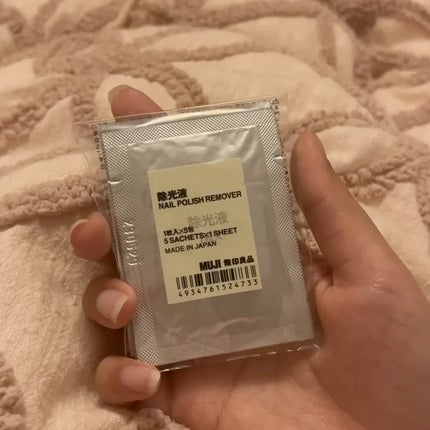 除光液
NAIL POLISH REMOVER
除光液
1枚入×5包
5 SACHETS×1 SHEET
MADE IN JAPAN
MUJI 無印良品
4934761524733